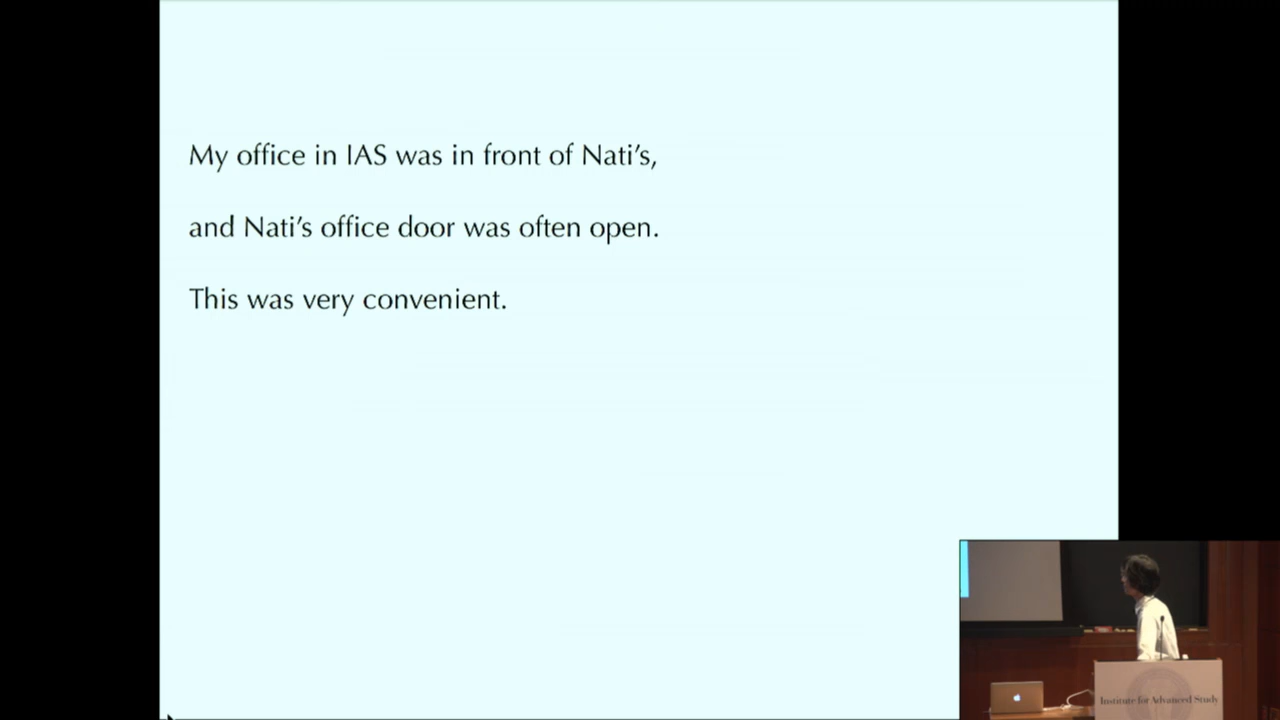 My office in IAS was in front of Nati's,
and Nati's office door was often open.
This was very convenient.
Institute for Advanced Study